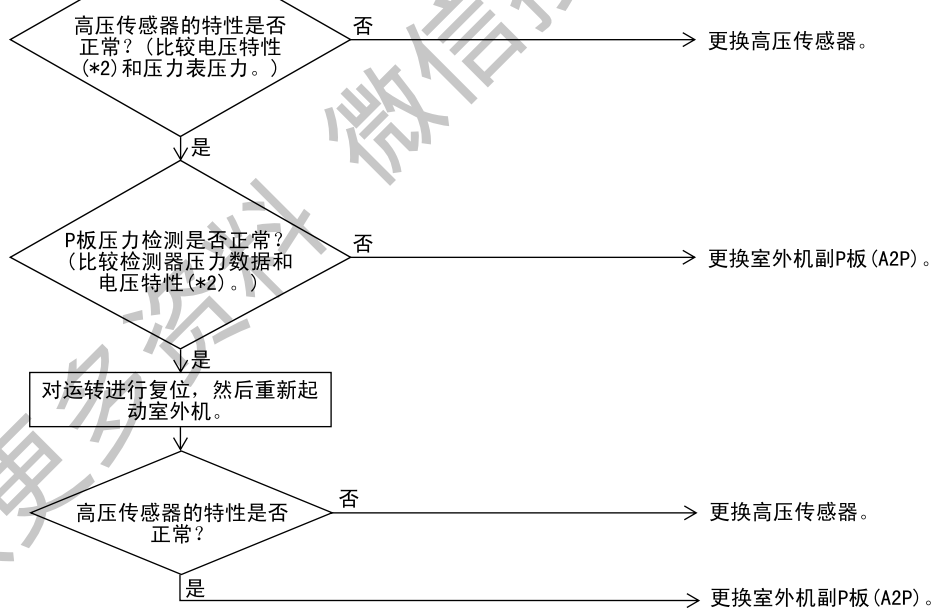 高压传感器的特性是否
正常？（比较电压特性
(*2)和压力表压力。）
否
更换高压传感器。
是
P板压力检测是否正常？
（比较检测器压力数据和
电压特性(*2)。）
否
更换室外机副P板(A2P)。
是
对运转进行复位，然后重新起
动室外机。
高压传感器的特性是否
正常？
否
更换高压传感器。
是
更换室外机副P板(A2P)。
更多资料 微信